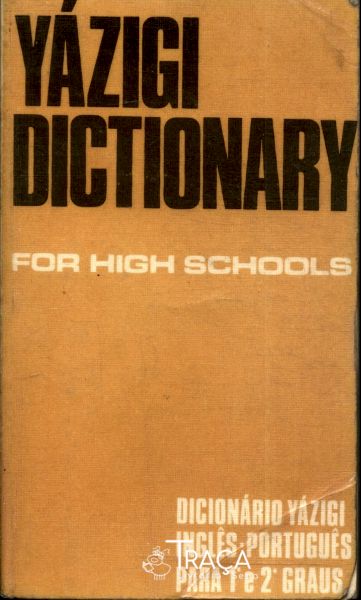 YÁZIGI
DICTIONARY
FOR HIGH SCHOOLS
DICIONÁRIO YÁZIGI
INGLÊS-PORTUGUÊS
TRAÇA
PARA 1º e 2º GRAUS